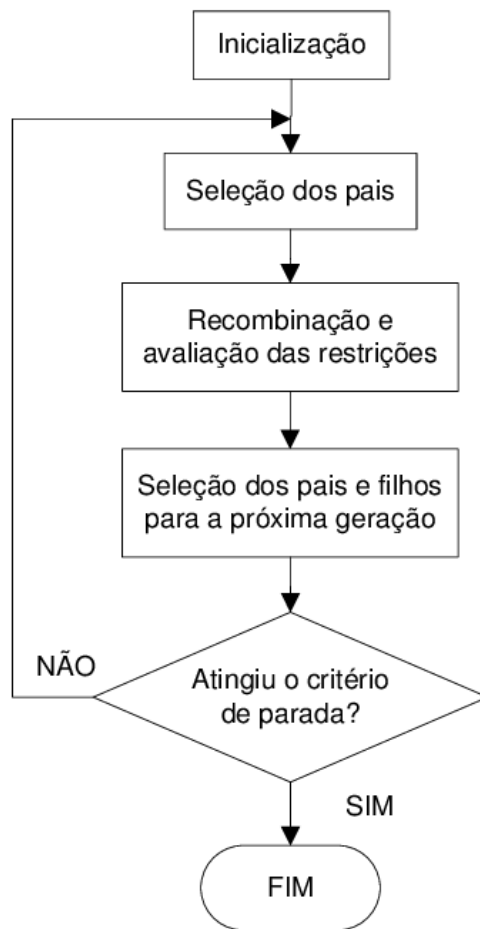 Inicialização
Seleção dos pais
Recombinação e
avaliação das restrições
Seleção dos pais e filhos
para a próxima geração
NÃO
Atingiu o critério
de parada?
SIM
FIM